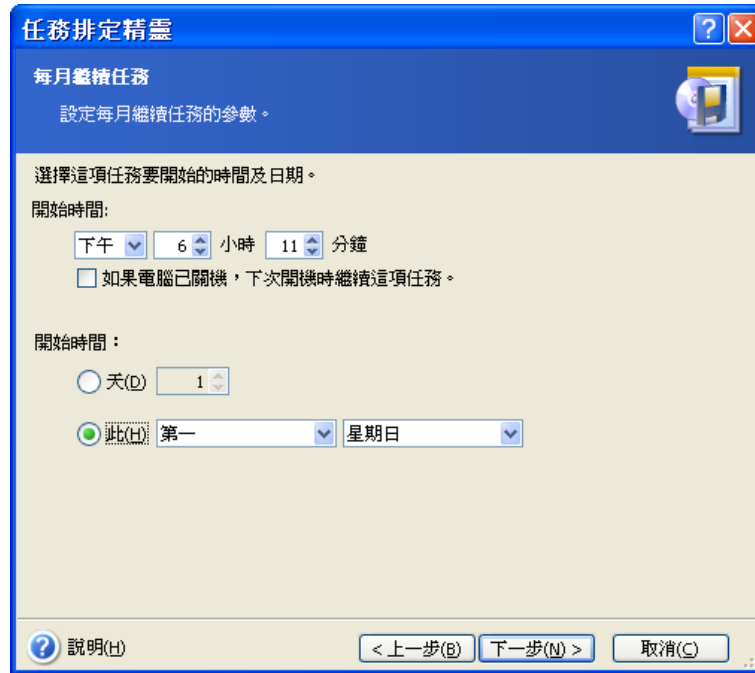 任務排定精靈
每月繼續任務
設定每月繼續任務的參數。
選擇這項任務要開始的時間及日期。
開始時間:
下午 6 小時 11 分鐘
如果電腦已關機，下次開機時繼續這項任務。
開始時間：
天(D) 1
此(H) 第一 星期日
說明(H) <上一步(B) 下一步(N) > 取消(C)